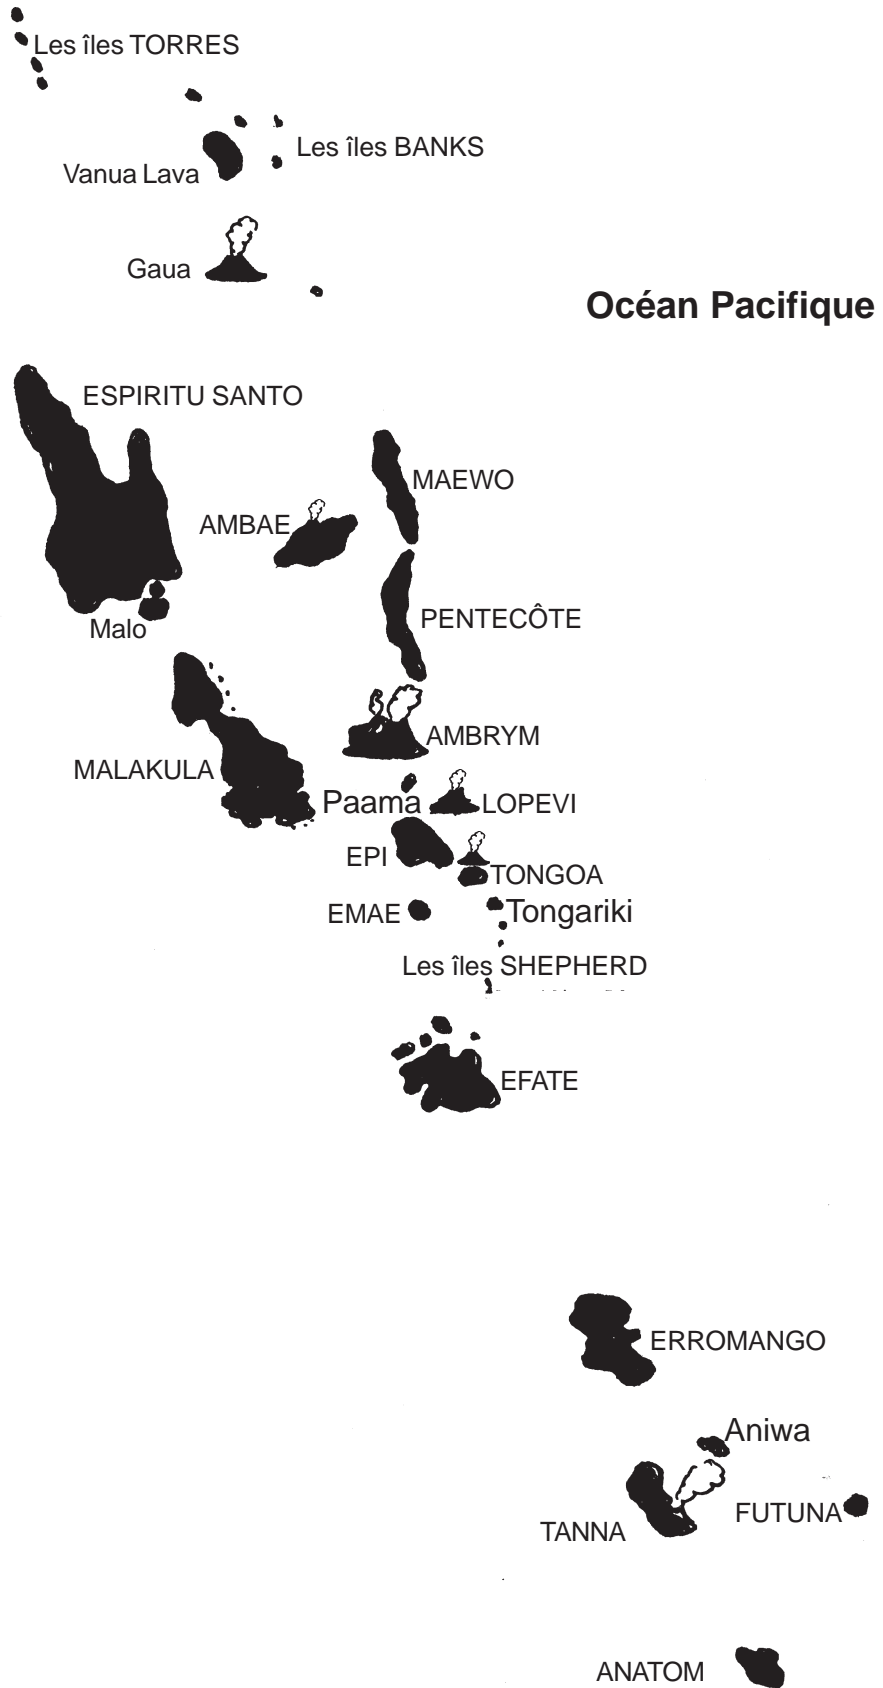 Les îles TORRES
Les îles BANKS
Vanua Lava
Gaua
Océan Pacifique
ESPIRITU SANTO
MAEWO
AMBAE
PENTECÔTE
Malo
AMBRYM
MALAKULA
Paama
LOPEVI
EPI
TONGOA
EMAE
Tongariki
Les îles SHEPHERD
EFATE
ERROMANGO
Aniwa
FUTUNA
TANNA
ANATOM